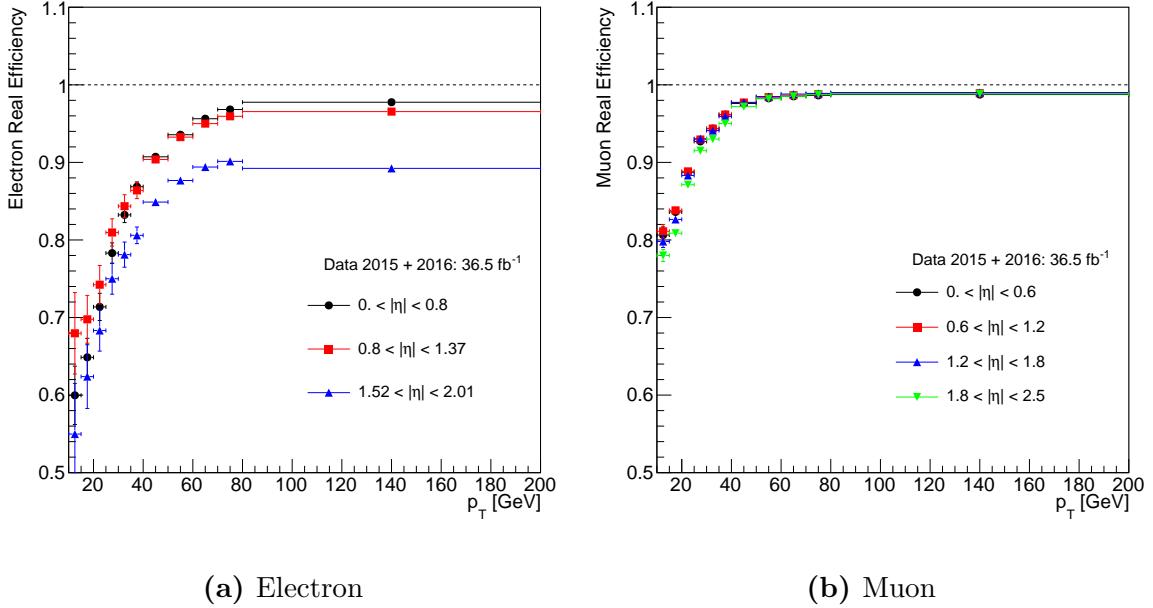 Electron Real Efficiency
1.1
1
0.9
0.8
0.7
0.6
0.5
Data 2015 + 2016: 36.5 fb⁻¹
0. < |η| < 0.8
0.8 < |η| < 1.37
1.52 < |η| < 2.01
20 40 60 80 100 120 140 160 180 200
p_T [GeV]
(a) Electron
Muon Real Efficiency
1.1
1
0.9
0.8
0.7
0.6
0.5
Data 2015 + 2016: 36.5 fb⁻¹
0. < |η| < 0.6
0.6 < |η| < 1.2
1.2 < |η| < 1.8
1.8 < |η| < 2.5
20 40 60 80 100 120 140 160 180 200
p_T [GeV]
(b) Muon